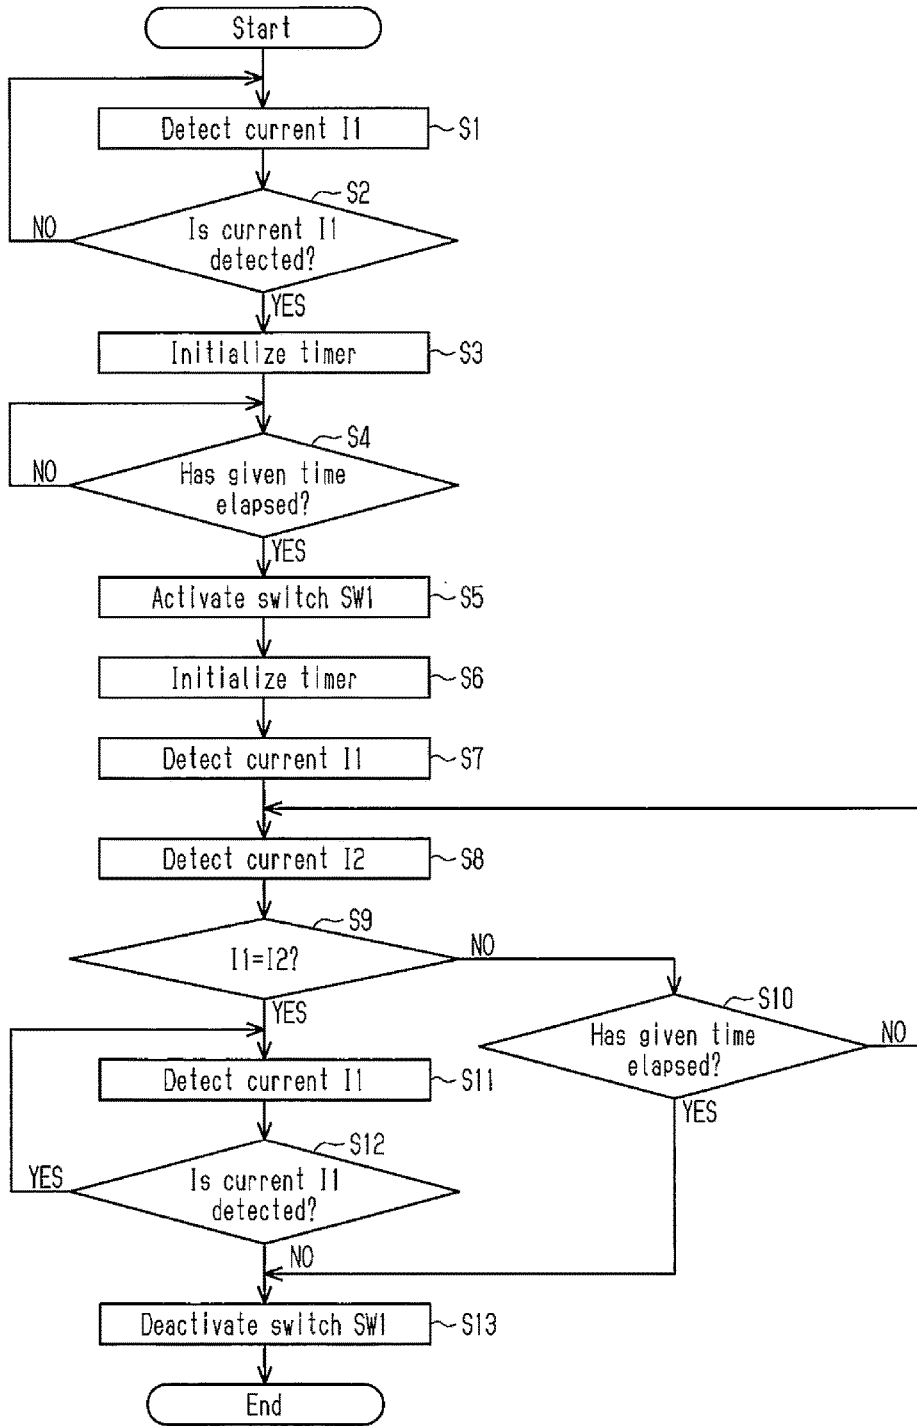 Start
Detect current I1
S1
S2
Is current I1
detected?
NO
YES
Initialize timer
S3
S4
Has given time
elapsed?
NO
YES
Activate switch SW1
S5
Initialize timer
S6
Detect current I1
S7
Detect current I2
S8
S9
I1=I2?
NO
YES
S10
Has given time
elapsed?
NO
YES
Detect current I1
S11
S12
Is current I1
detected?
YES
NO
Deactivate switch SW1
S13
End